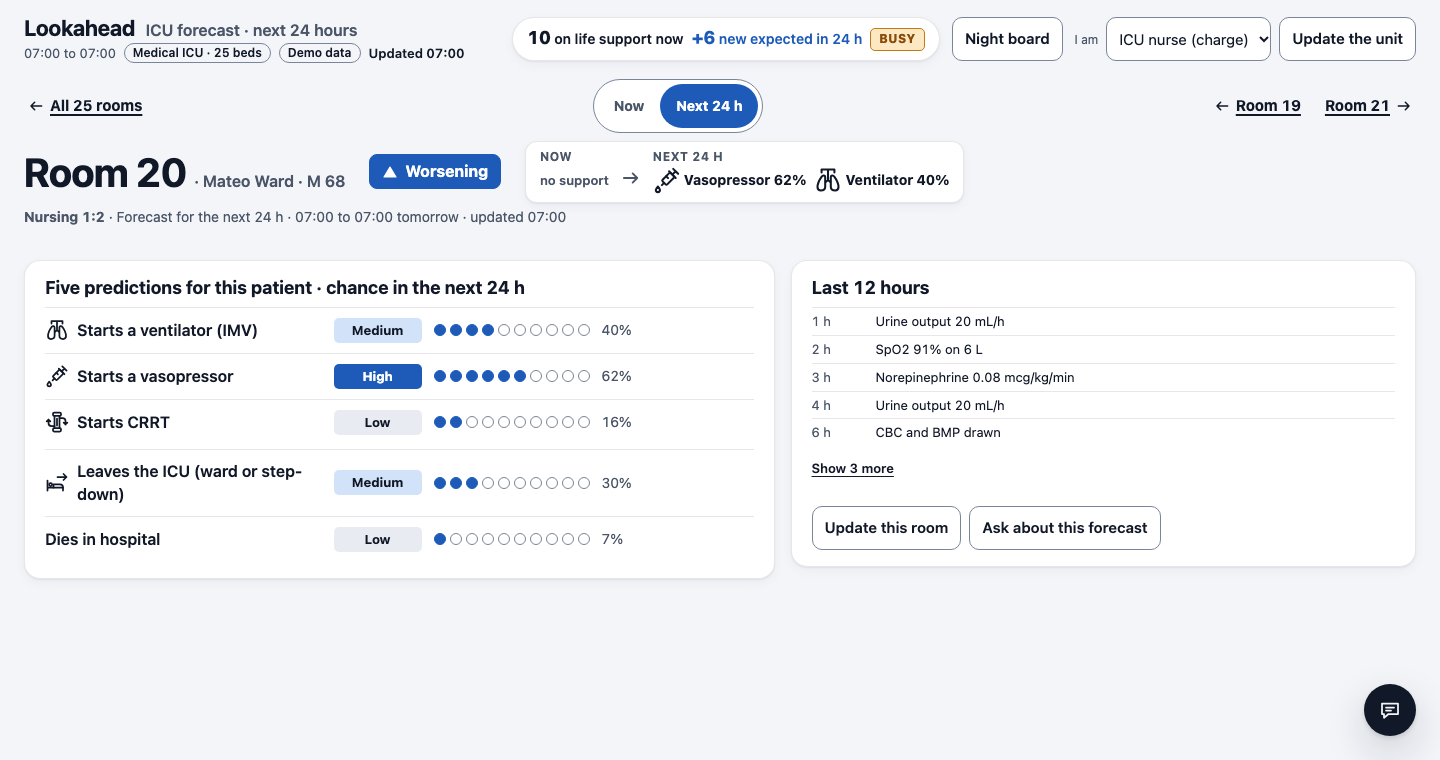 Lookahead ICU forecast · next 24 hours
07:00 to 07:00 Medical ICU · 25 beds Demo data Updated 07:00
10 on life support now +6 new expected in 24 h BUSY
Night board
I am ICU nurse (charge)
Update the unit
← All 25 rooms
Now Next 24 h
← Room 19 Room 21 →
Room 20 · Mateo Ward · M 68
▲ Worsening
NOW NEXT 24 H
no support → Vasopressor 62% Ventilator 40%
Nursing 1:2 · Forecast for the next 24 h · 07:00 to 07:00 tomorrow · updated 07:00
Five predictions for this patient · chance in the next 24 h
Starts a ventilator (IMV) Medium 40%
Starts a vasopressor High 62%
Starts CRRT Low 16%
Leaves the ICU (ward or step-
down) Medium 30%
Dies in hospital Low 7%
Last 12 hours
1 h Urine output 20 mL/h
2 h SpO2 91% on 6 L
3 h Norepinephrine 0.08 mcg/kg/min
4 h Urine output 20 mL/h
6 h CBC and BMP drawn
Show 3 more
Update this room Ask about this forecast